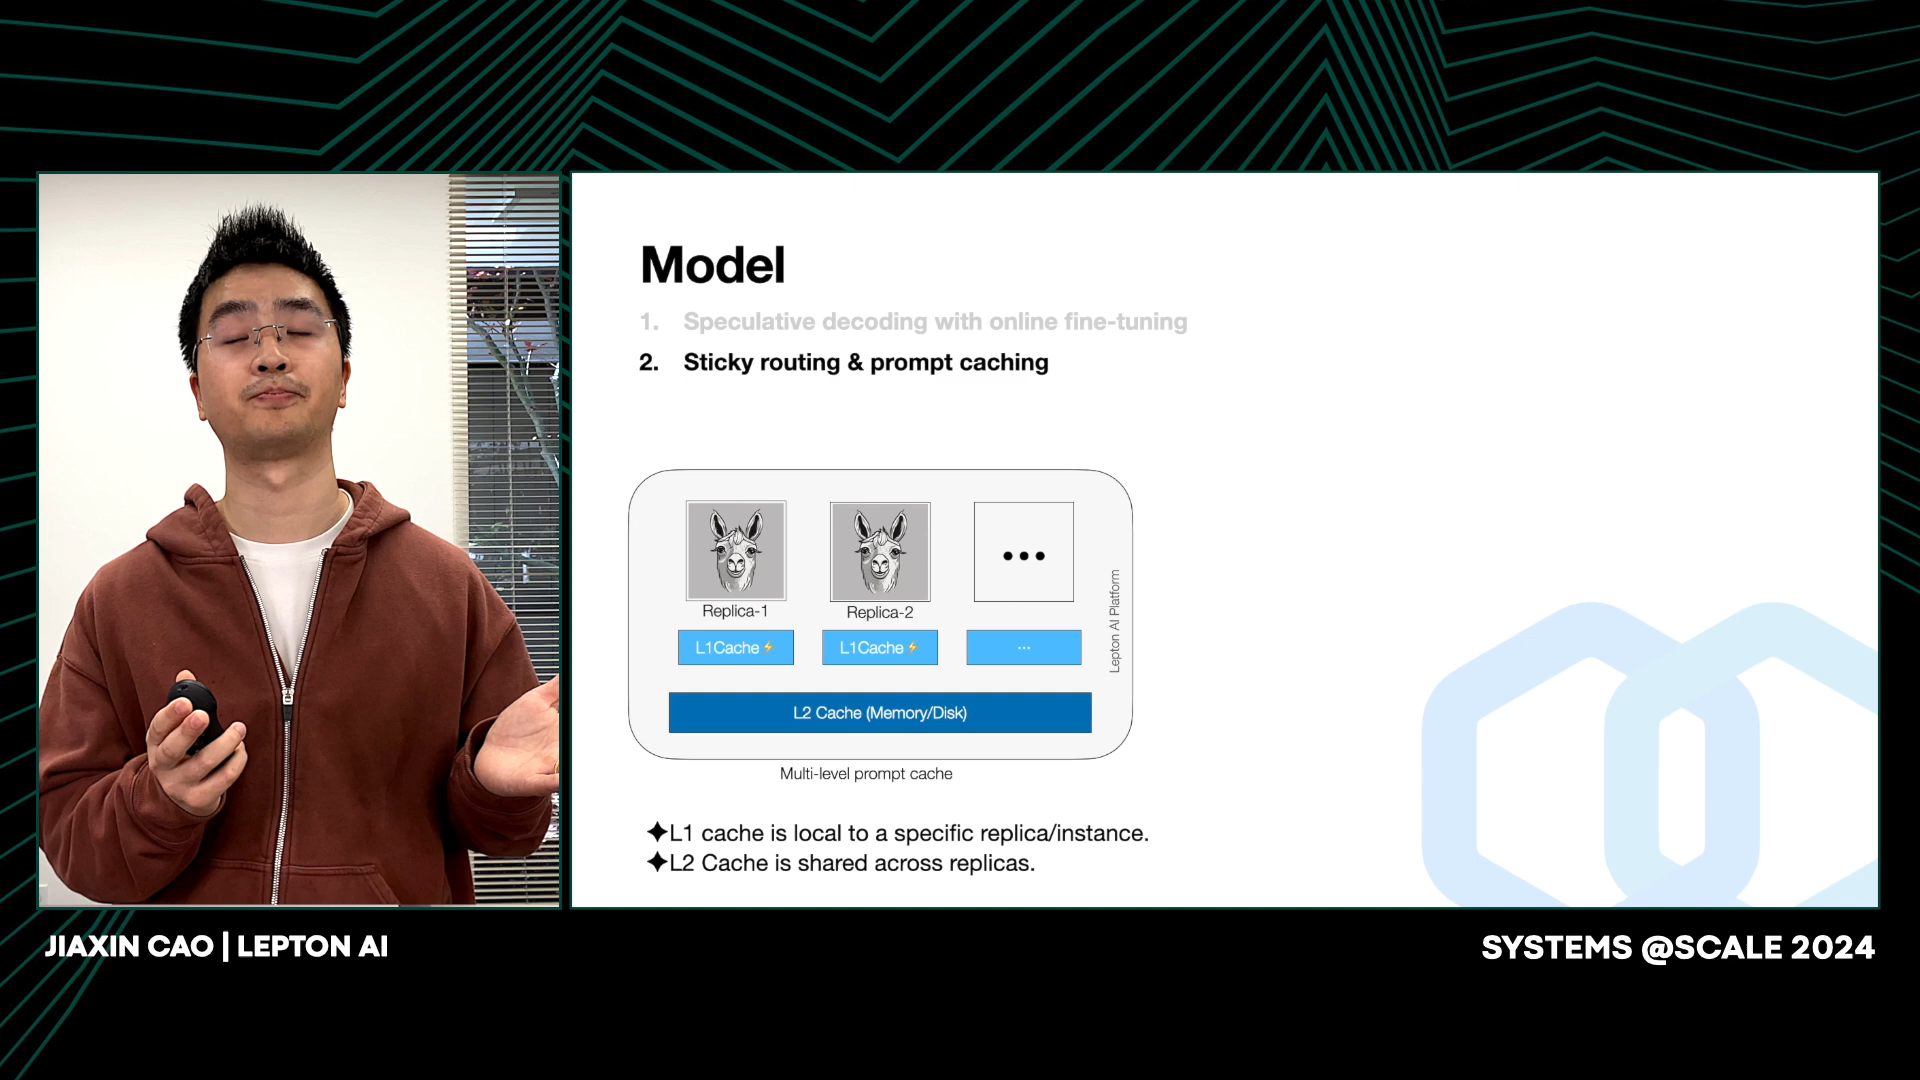 Model
1. Speculative decoding with online fine-tuning
2. Sticky routing & prompt caching
Replica-1
Replica-2
L1Cache⚡
L1Cache⚡
...
L2 Cache (Memory/Disk)
Lepton AI Platform
Multi-level prompt cache
✦L1 cache is local to a specific replica/instance.
✦L2 Cache is shared across replicas.
JIAXIN CAO | LEPTON AI
SYSTEMS @SCALE 2024